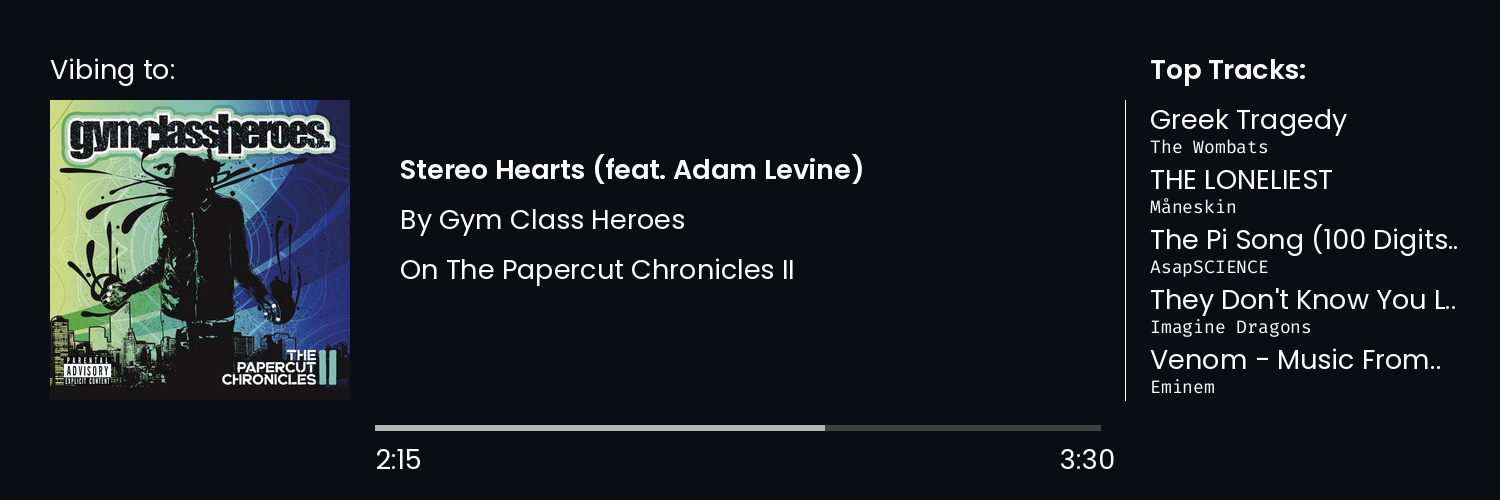 Vibing to:
gymclassheroes.
THE
PAPERCUT
CHRONICLES II
PARENTAL
ADVISORY
EXPLICIT CONTENT
Stereo Hearts (feat. Adam Levine)
By Gym Class Heroes
On The Papercut Chronicles II
2:15
3:30
Top Tracks:
Greek Tragedy
The Wombats
THE LONELIEST
Måneskin
The Pi Song (100 Digits..
AsapSCIENCE
They Don't Know You L..
Imagine Dragons
Venom - Music From..
Eminem